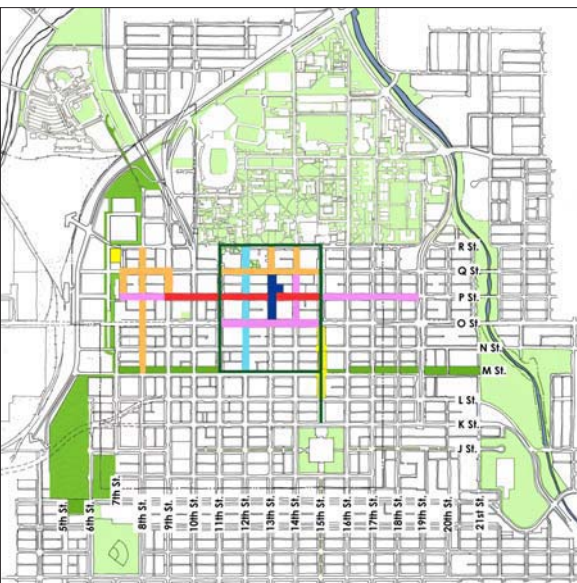 R St.
Q St.
P St.
O St.
N St.
M St.
L St.
K St.
J St.
5th St.
6th St.
7th St.
8th St.
9th St.
10th St.
11th St.
12th St.
13th St.
14th St.
15th St.
16th St.
17th St.
18th St.
19th St.
20th St.
21st St.